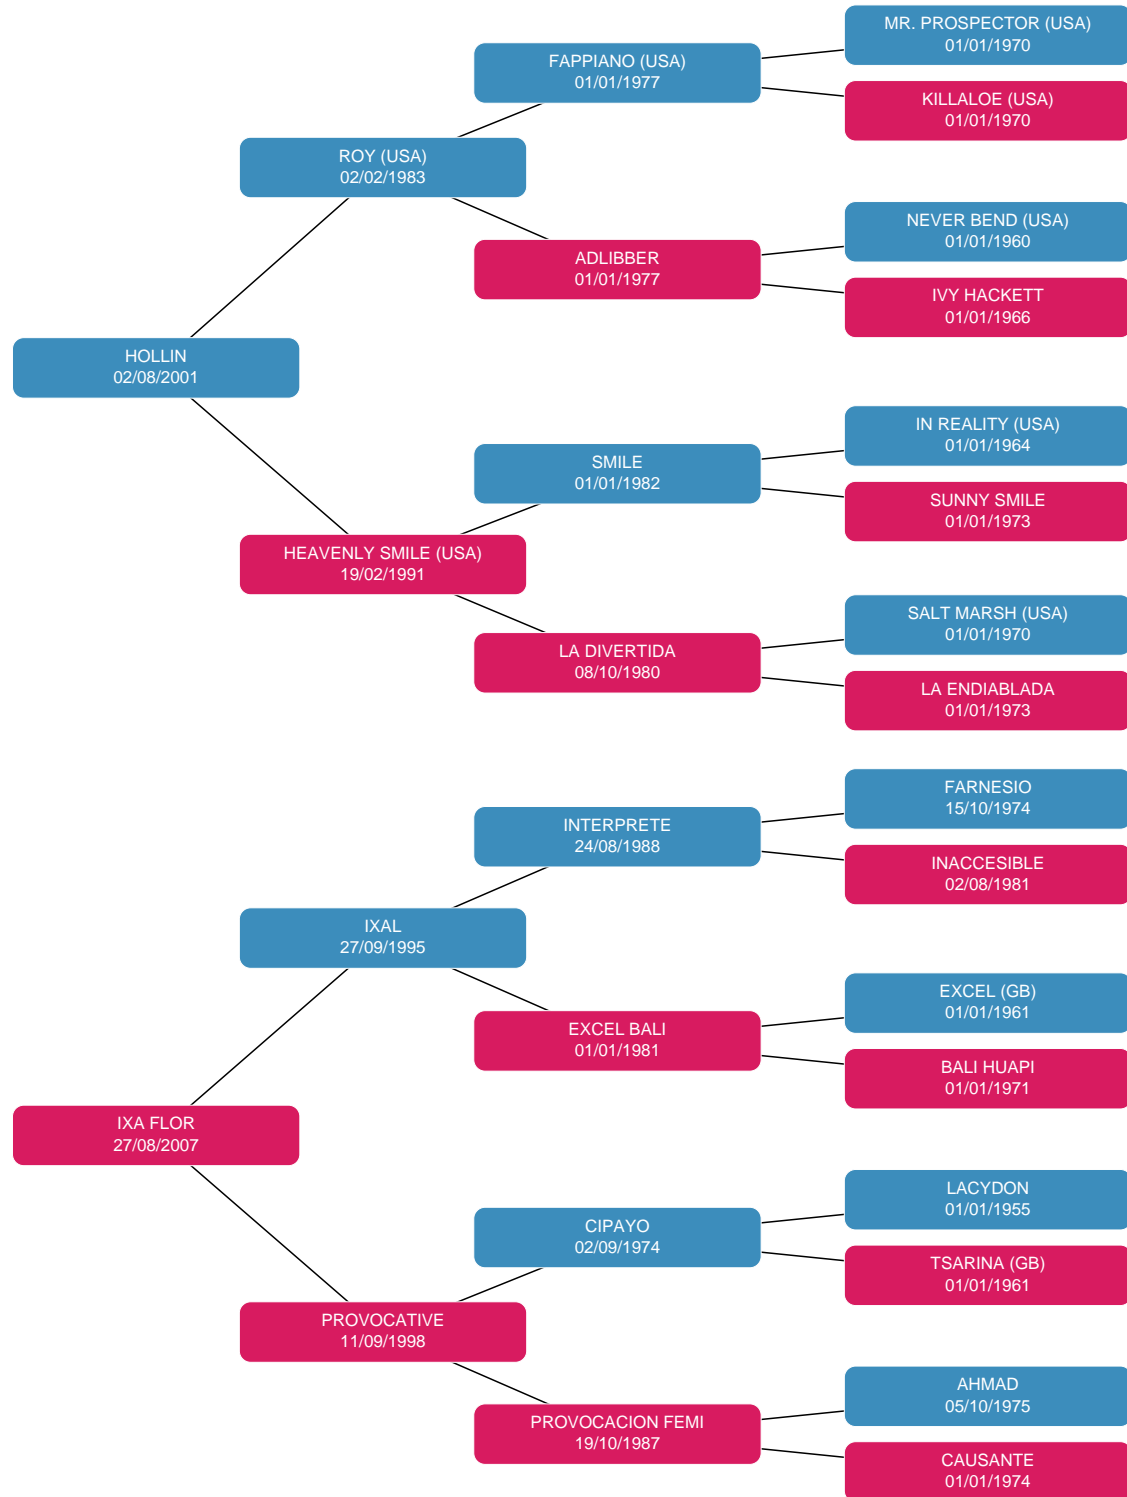 MR. PROSPECTOR (USA)
01/01/1970
FAPPIANO (USA)
01/01/1977
KILLALOE (USA)
01/01/1970
ROY (USA)
02/02/1983
NEVER BEND (USA)
01/01/1960
ADLIBBER
01/01/1977
IVY HACKETT
01/01/1966
HOLLIN
02/08/2001
IN REALITY (USA)
01/01/1964
SMILE
01/01/1982
SUNNY SMILE
01/01/1973
HEAVENLY SMILE (USA)
19/02/1991
SALT MARSH (USA)
01/01/1970
LA DIVERTIDA
08/10/1980
LA ENDIABLADA
01/01/1973
FARNESIO
15/10/1974
INTERPRETE
24/08/1988
INACCESIBLE
02/08/1981
IXAL
27/09/1995
EXCEL (GB)
01/01/1961
EXCEL BALI
01/01/1981
BALI HUAPI
01/01/1971
IXA FLOR
27/08/2007
LACYDON
01/01/1955
CIPAYO
02/09/1974
TSARINA (GB)
01/01/1961
PROVOCATIVE
11/09/1998
AHMAD
05/10/1975
PROVOCACION FEMI
19/10/1987
CAUSANTE
01/01/1974